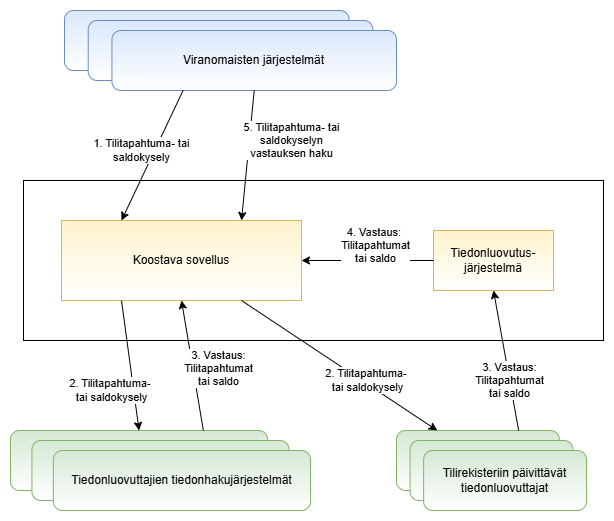 Viranomaisten järjestelmät
1. Tilitapahtuma- tai
saldokysely
5. Tilitapahtuma- tai
saldokyselyn
vastauksen haku
Koostava sovellus
4. Vastaus:
Tilitapahtumat
tai saldo
Tiedonluovutus-
järjestelmä
2. Tilitapahtuma-
tai saldokysely
3. Vastaus:
Tilitapahtumat
tai saldo
2. Tilitapahtuma-
tai saldokysely
3. Vastaus:
Tilitapahtumat
tai saldo
Tiedonluovuttajien tiedonhakujärjestelmät
Tilirekisteriin päivittävät
tiedonluovuttajat